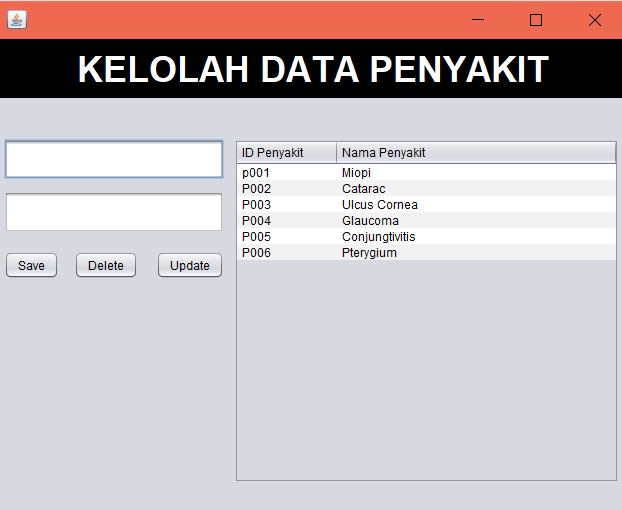 KELOLAH DATA PENYAKIT
ID Penyakit Nama Penyakit
p001 Miopi
P002 Catarac
P003 Ulcus Cornea
P004 Glaucoma
P005 Conjungtivitis
P006 Pterygium
Save Delete Update